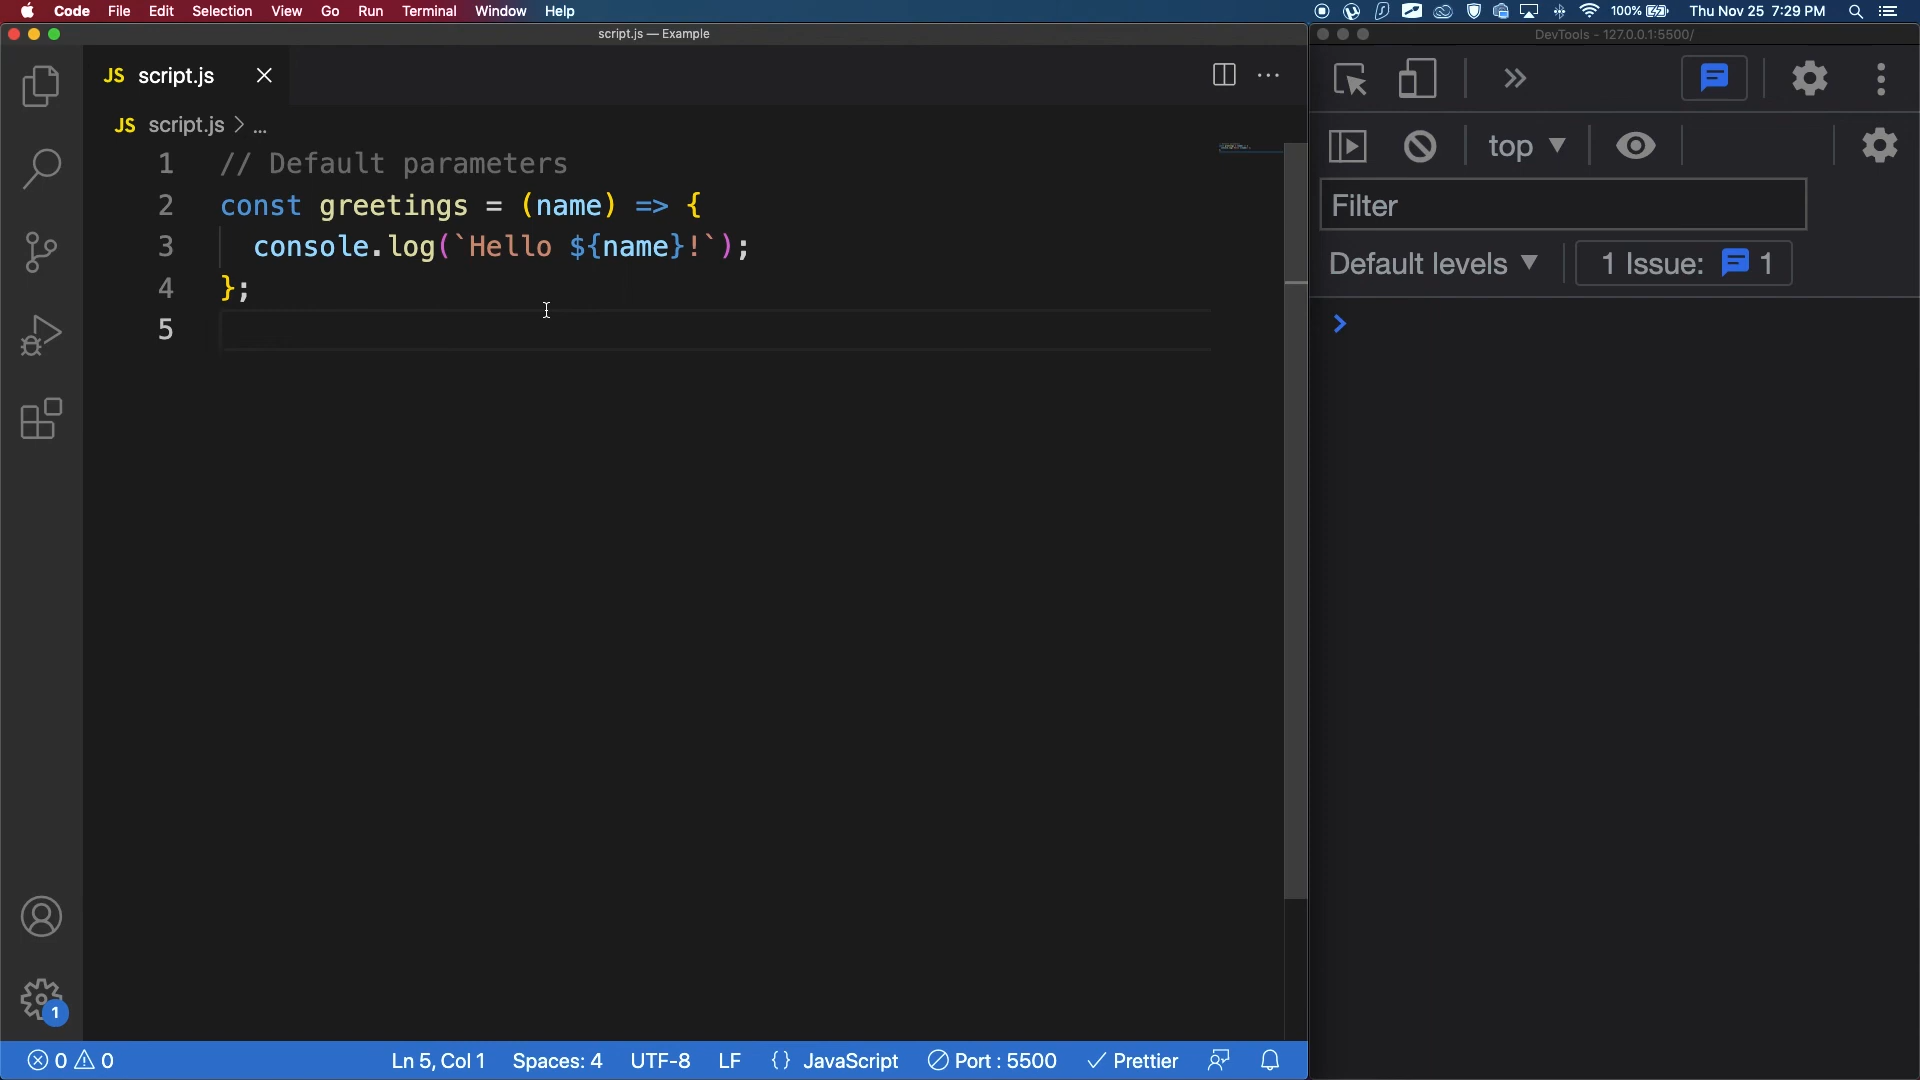 Code File Edit Selection View Go Run Terminal Window Help
100% Thu Nov 25 7:29 PM
script.js — Example
DevTools - 127.0.0.1:5500/
JS script.js
JS script.js > ...
1 // Default parameters
2 const greetings = (name) => {
3 console.log(`Hello ${name}!`);
4 };
5
top
Filter
Default levels
1 Issue: 1
1
0 0
Ln 5, Col 1 Spaces: 4 UTF-8 LF {} JavaScript Port : 5500 Prettier